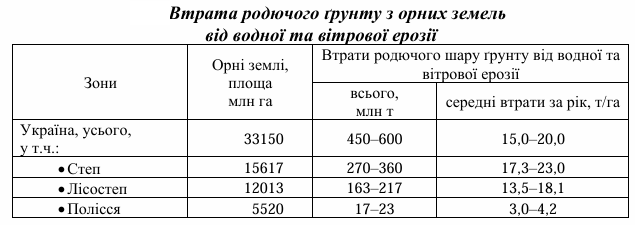 Втрата родючого ґрунту з орних земель
від водної та вітрової ерозії
Зони
Орні землі,
площа
млн га
Втрати родючого шару ґрунту від водної та
вітрової ерозії
всього,
млн т
середні втрати за рік, т/га
Україна, усього,
у т.ч.:
33150
450–600
15,0–20,0
•Степ 15617 270–360 17,3–23,0
•Лісостеп 12013 163–217 13,5–18,1
•Полісся 5520 17–23 3,0–4,2